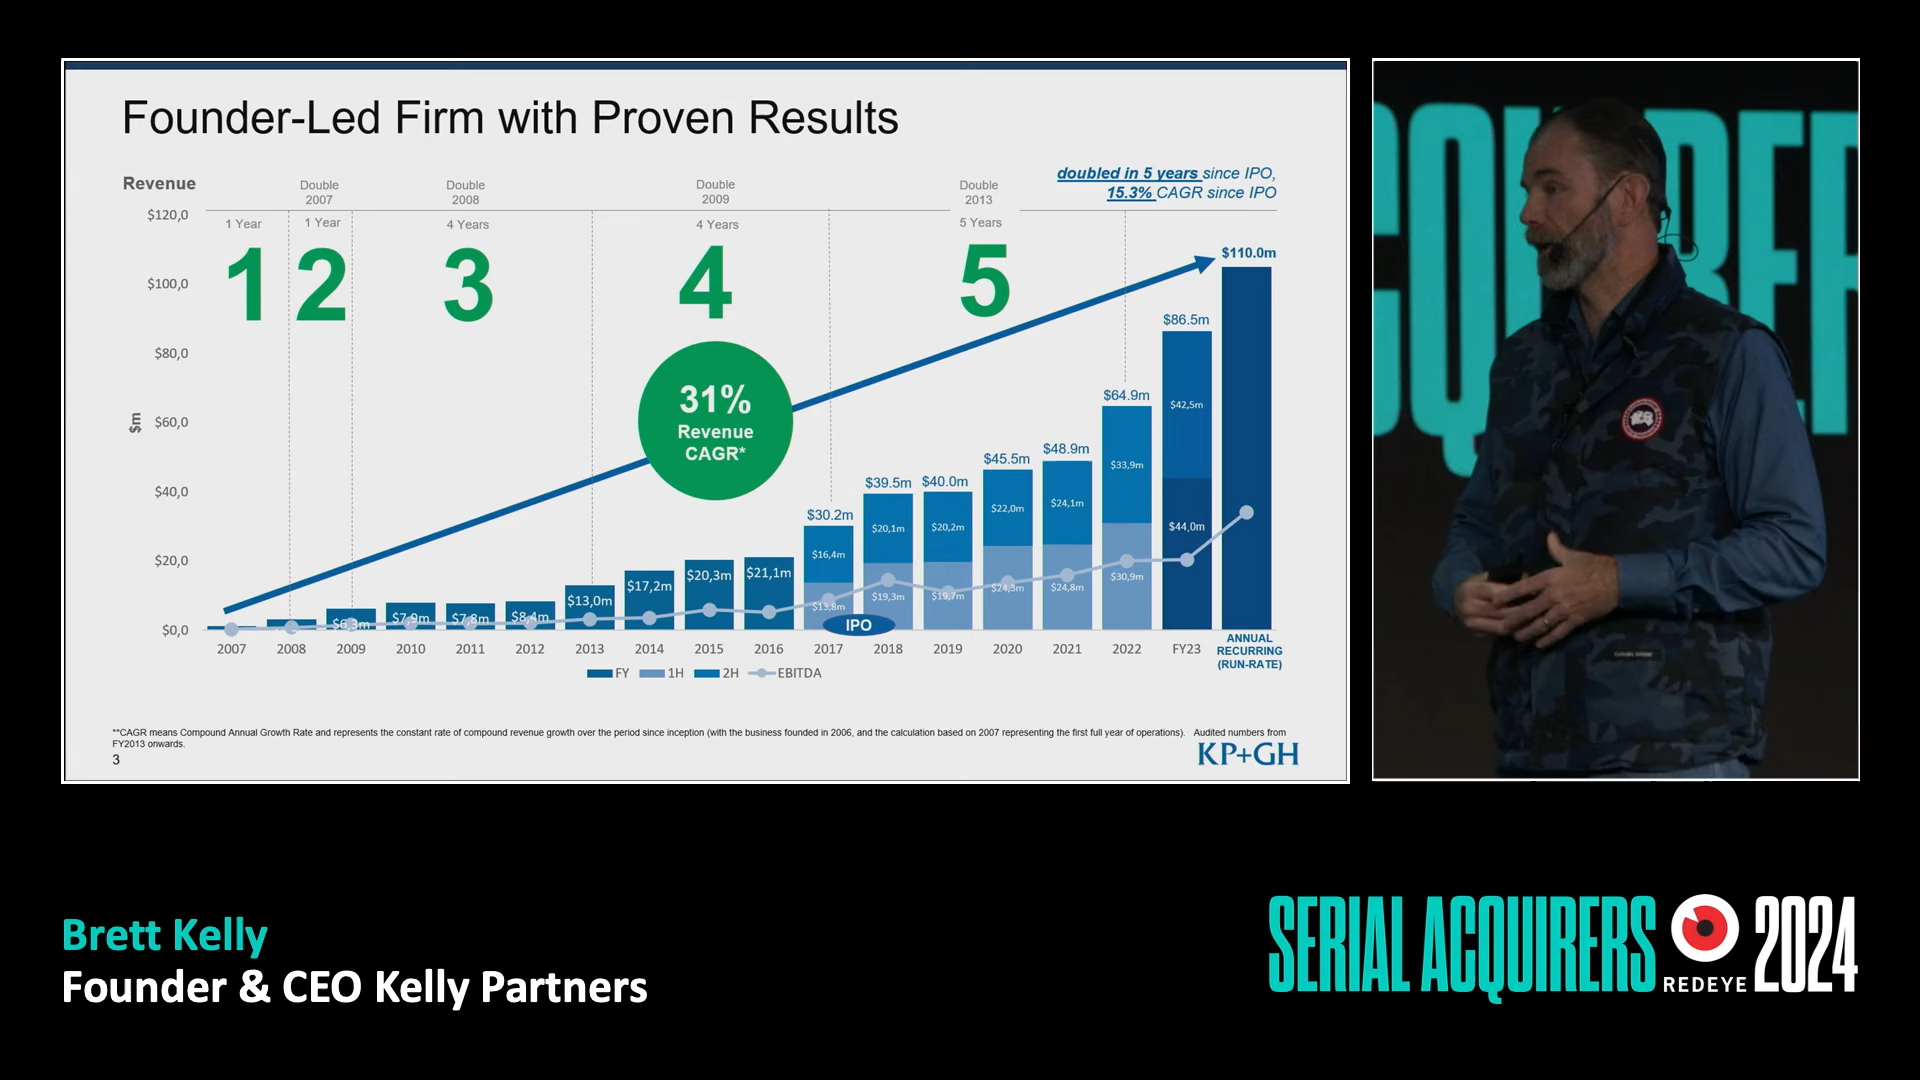 Founder-Led Firm with Proven Results
Revenue
Double
2007
Double
2008
Double
2009
Double
2013
doubled in 5 years since IPO,
15.3% CAGR since IPO
1 Year
1 Year
4 Years
4 Years
5 Years
1
2
3
4
5
$120,0
$100,0
$80,0
$60,0
$40,0
$20,0
$0,0
$m
31%
Revenue
CAGR*
$6,3m
$7,9m
$7,8m
$8,4m
$13,0m
$17,2m
$20,3m
$21,1m
$30.2m
$16,4m
$13,8m
$39.5m
$20,1m
$19,3m
$40.0m
$20,2m
$19,7m
$45.5m
$22,0m
$24,3m
$48.9m
$24,1m
$24,8m
$64.9m
$33,9m
$30,9m
$86.5m
$42,5m
$44,0m
$110.0m
IPO
2007 2008 2009 2010 2011 2012 2013 2014 2015 2016 2017 2018 2019 2020 2021 2022 FY23
ANNUAL
RECURRING
(RUN-RATE)
FY 1H 2H EBITDA
**CAGR means Compound Annual Growth Rate and represents the constant rate of compound revenue growth over the period since inception (with the business founded in 2006, and the calculation based on 2007 representing the first full year of operations). Audited numbers from
FY2013 onwards.
3
KP+GH
Brett Kelly
Founder & CEO Kelly Partners
SERIAL ACQUIRERS
REDEYE
2024